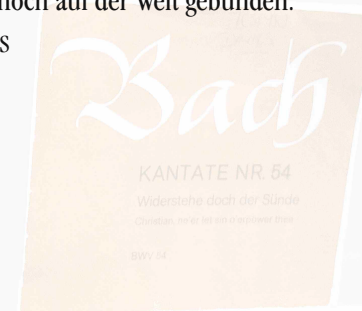 noch auf der Welt gebunden.
s
Bach
KANTATE NR. 54
Widerstehe doch der Sünde
BWV 54